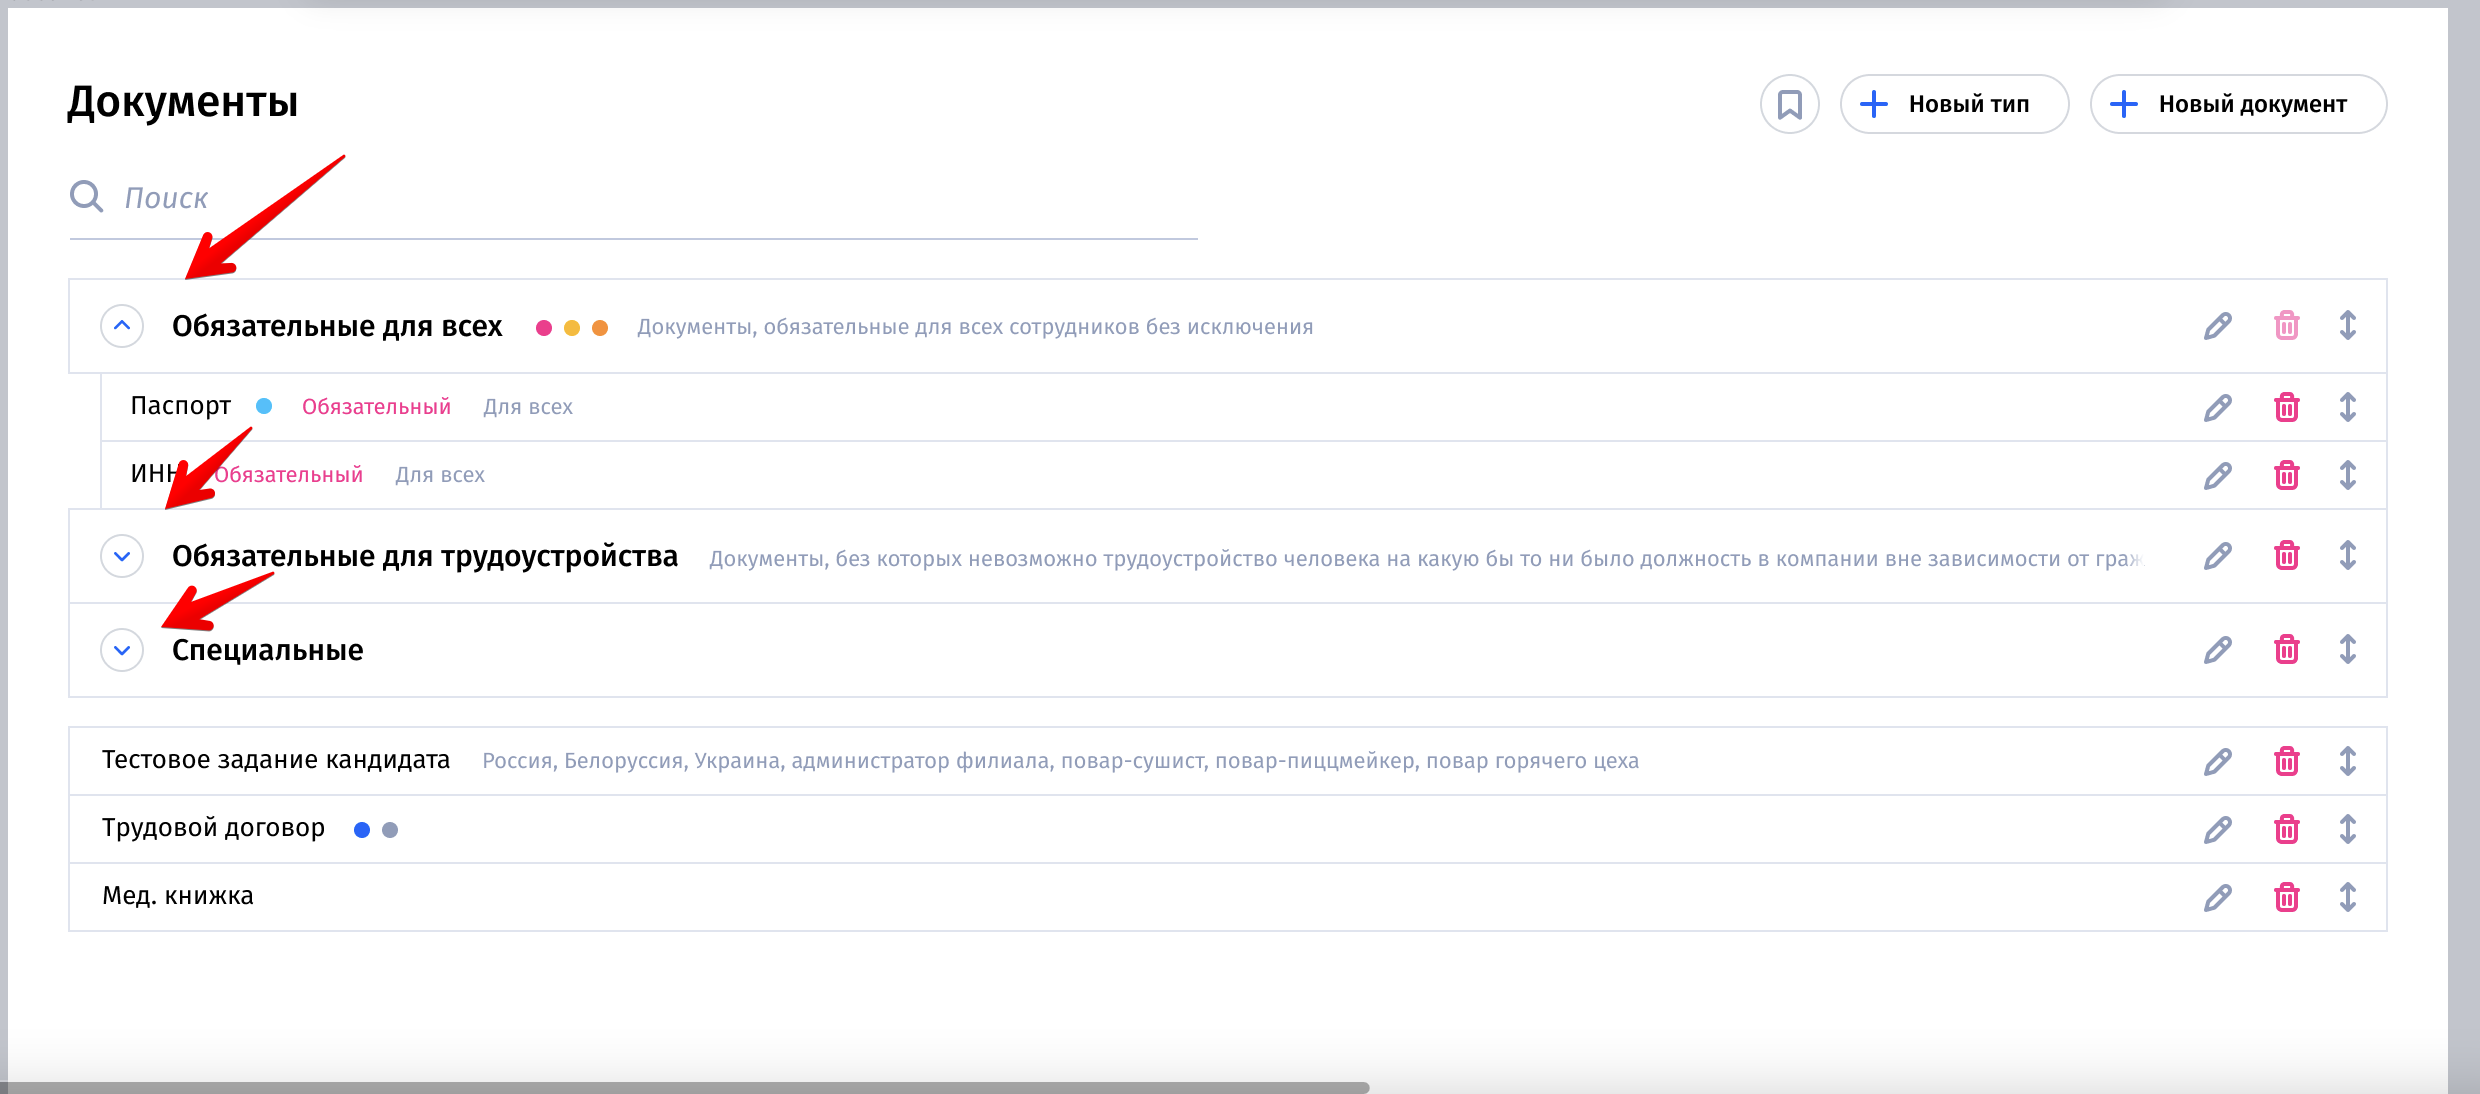 Документы
Новый тип
Новый документ
Поиск
Обязательные для всех Документы, обязательные для всех сотрудников без исключения
Паспорт Обязательный Для всех
ИНН Обязательный Для всех
Обязательные для трудоустройства Документы, без которых невозможно трудоустройство человека на какую бы то ни было должность в компании вне зависимости от граж
Специальные
Тестовое задание кандидата Россия, Белоруссия, Украина, администратор филиала, повар-сушист, повар-пиццмейкер, повар горячего цеха
Трудовой договор
Мед. книжка